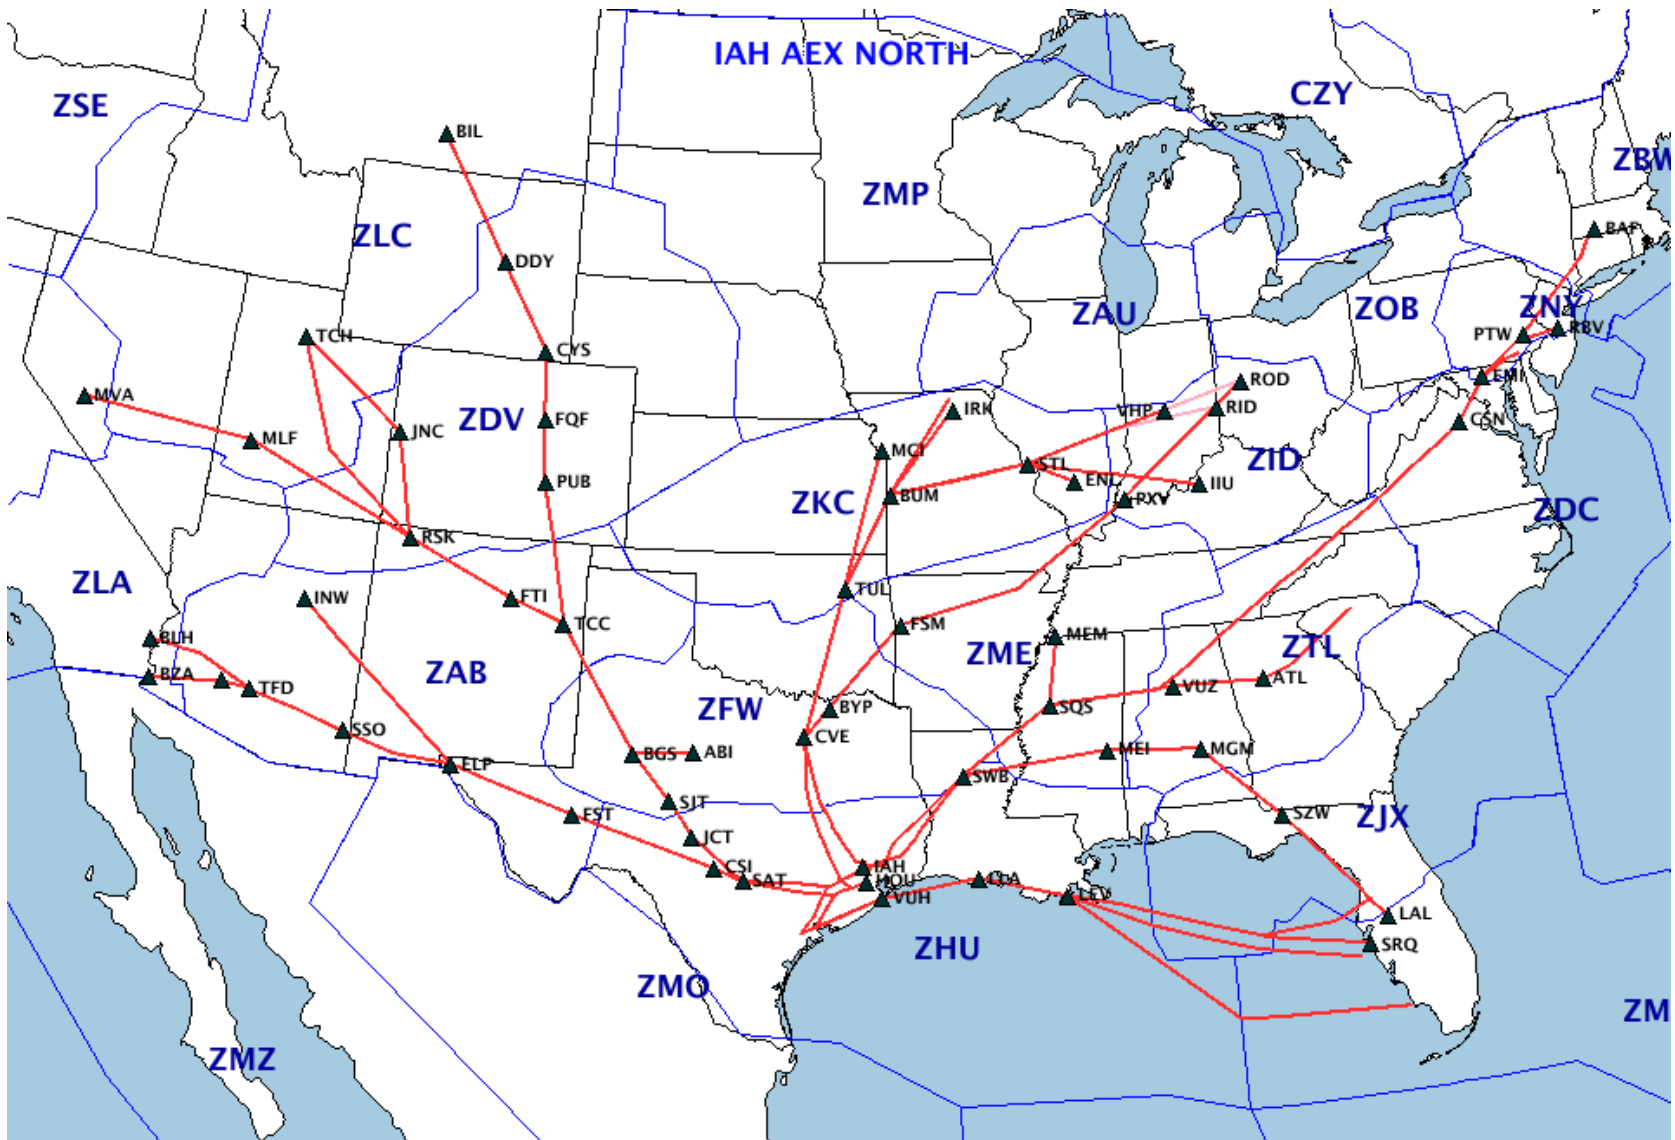 IAH AEX NORTH
ZSE
CZY
BIL
ZBW
ZMP
ZLC
BAF
DDY
ZAU
ZOB
ZNY
RBV
PTW
TCH
CYS
EMI
ROD
MVA
ZDV
FQF
IRK
VHP
RID
CSN
JNC
MLF
MCI
STL
ZID
PUB
ZKC
BUM
ENL
IIU
RXV
ZDC
RSK
ZLA
INW
FTI
TUL
TCC
FSM
BLH
MEM
ZME
ZTL
BZA
ZAB
TFD
VUZ
ATL
ZFW
BYP
SQS
SSO
CVE
BGS
ABI
MEI
MGM
ELP
SWB
SJT
FST
SZW
ZJX
JCT
CSI
IAH
SAT
HOU
LLA
LEV
VUH
LAL
SRQ
ZHU
ZMO
ZM
ZMZ